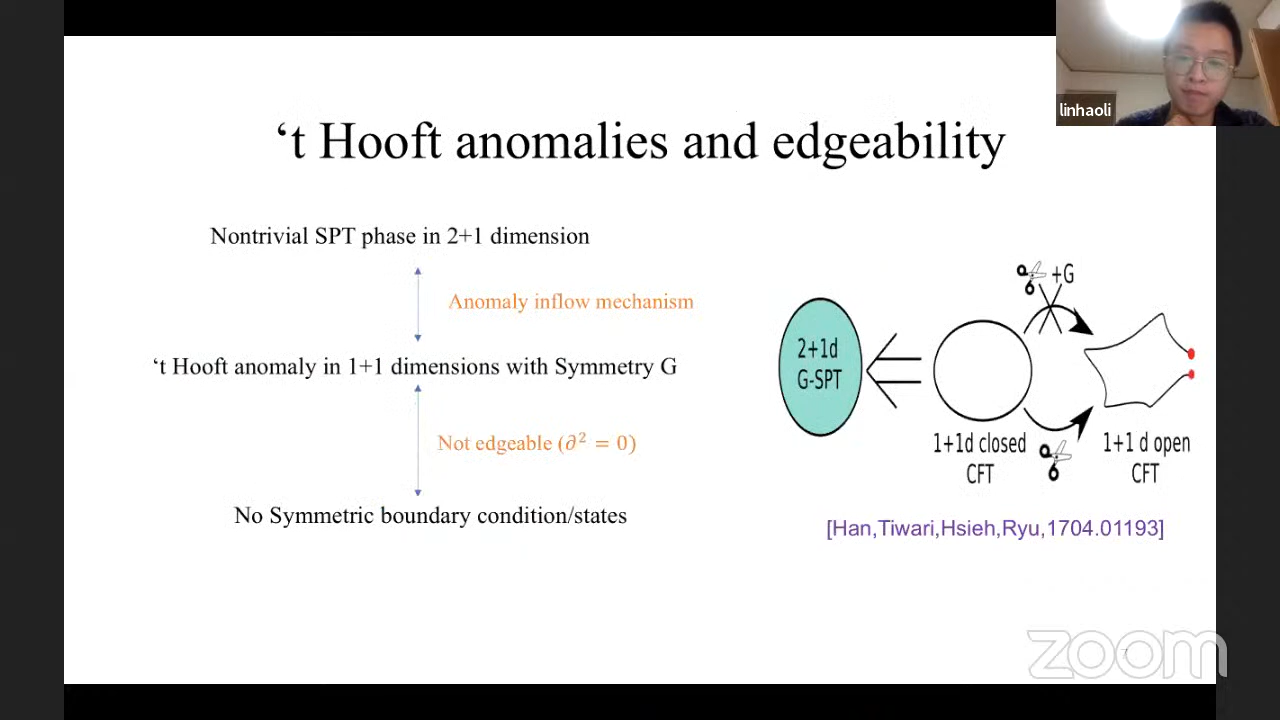 linhaoli
‘t Hooft anomalies and edgeability
Nontrivial SPT phase in 2+1 dimension
Anomaly inflow mechanism
‘t Hooft anomaly in 1+1 dimensions with Symmetry G
Not edgeable (∂² = 0)
No Symmetric boundary condition/states
+G
2+1d
G-SPT
1+1d closed
CFT
1+1 d open
CFT
[Han,Tiwari,Hsieh,Ryu,1704.01193]
zoom
7